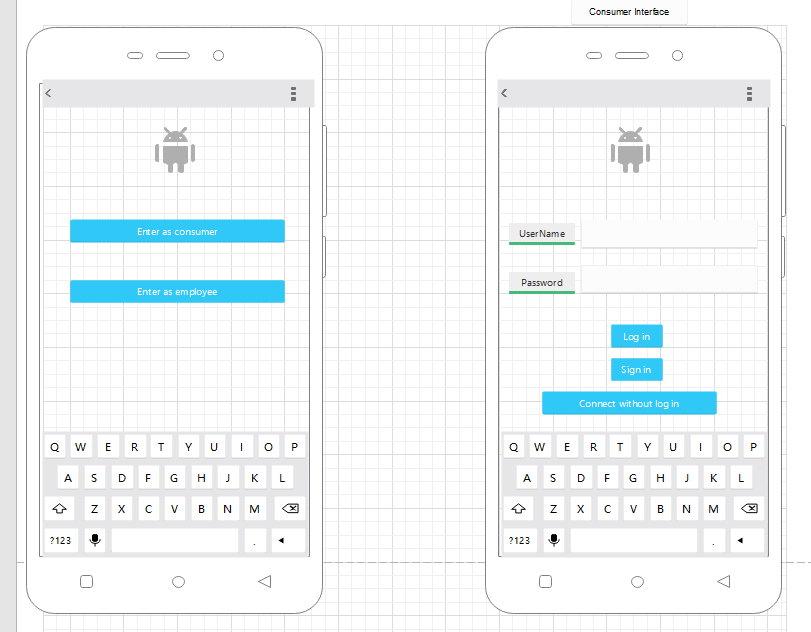 Consumer Interface
Enter as consumer
Enter as employee
Q W E R T Y U I O P
A S D F G H J K L
Z X C V B N M
?123 .
UserName
Password
Log in
Sign in
Connect without log in
Q W E R T Y U I O P
A S D F G H J K L
Z X C V B N M
?123 .